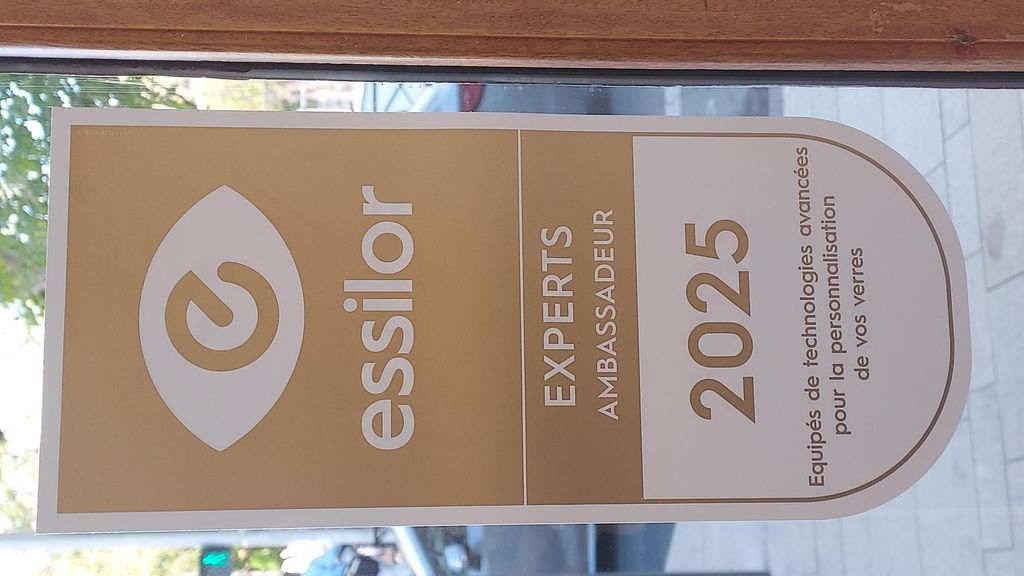 essilor
EXPERTS
AMBASSADEUR
2025
Equipés de technologies avancées
pour la personnalisation
de vos verres